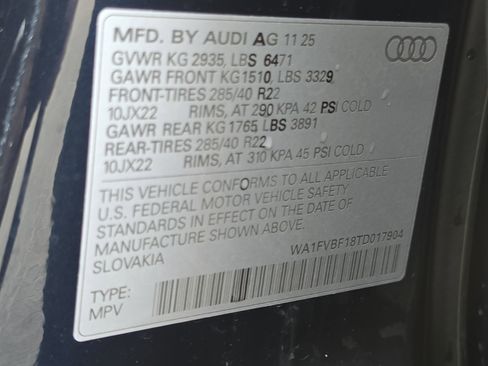 MFD. BY AUDI AG 11 25
GVWR KG 2935, LBS 6471
GAWR FRONT KG1510, LBS 3329
FRONT-TIRES 285/40 R22
10JX22 RIMS, AT 290 KPA 42 PSI COLD
GAWR REAR KG 1765, LBS 3891
REAR-TIRES 285/40 R22
10JX22 RIMS, AT 310 KPA 45 PSI COLD
THIS VEHICLE CONFORMS TO ALL APPLICABLE
U.S. FEDERAL MOTOR VEHICLE SAFETY
STANDARDS IN EFFECT ON THE DATE OF
MANUFACTURE SHOWN ABOVE.
SLOVAKIA WA1FVBF18TD017904
TYPE:
MPV